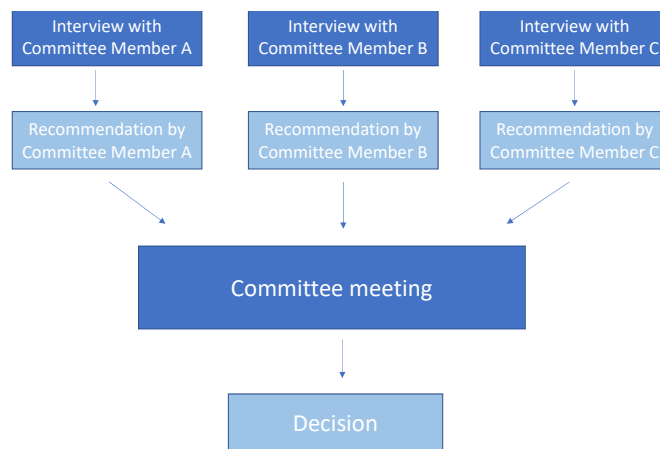 Interview with
Committee Member A
Interview with
Committee Member B
Interview with
Committee Member C
Recommendation by
Committee Member A
Recommendation by
Committee Member B
Recommendation by
Committee Member C
Committee meeting
Decision